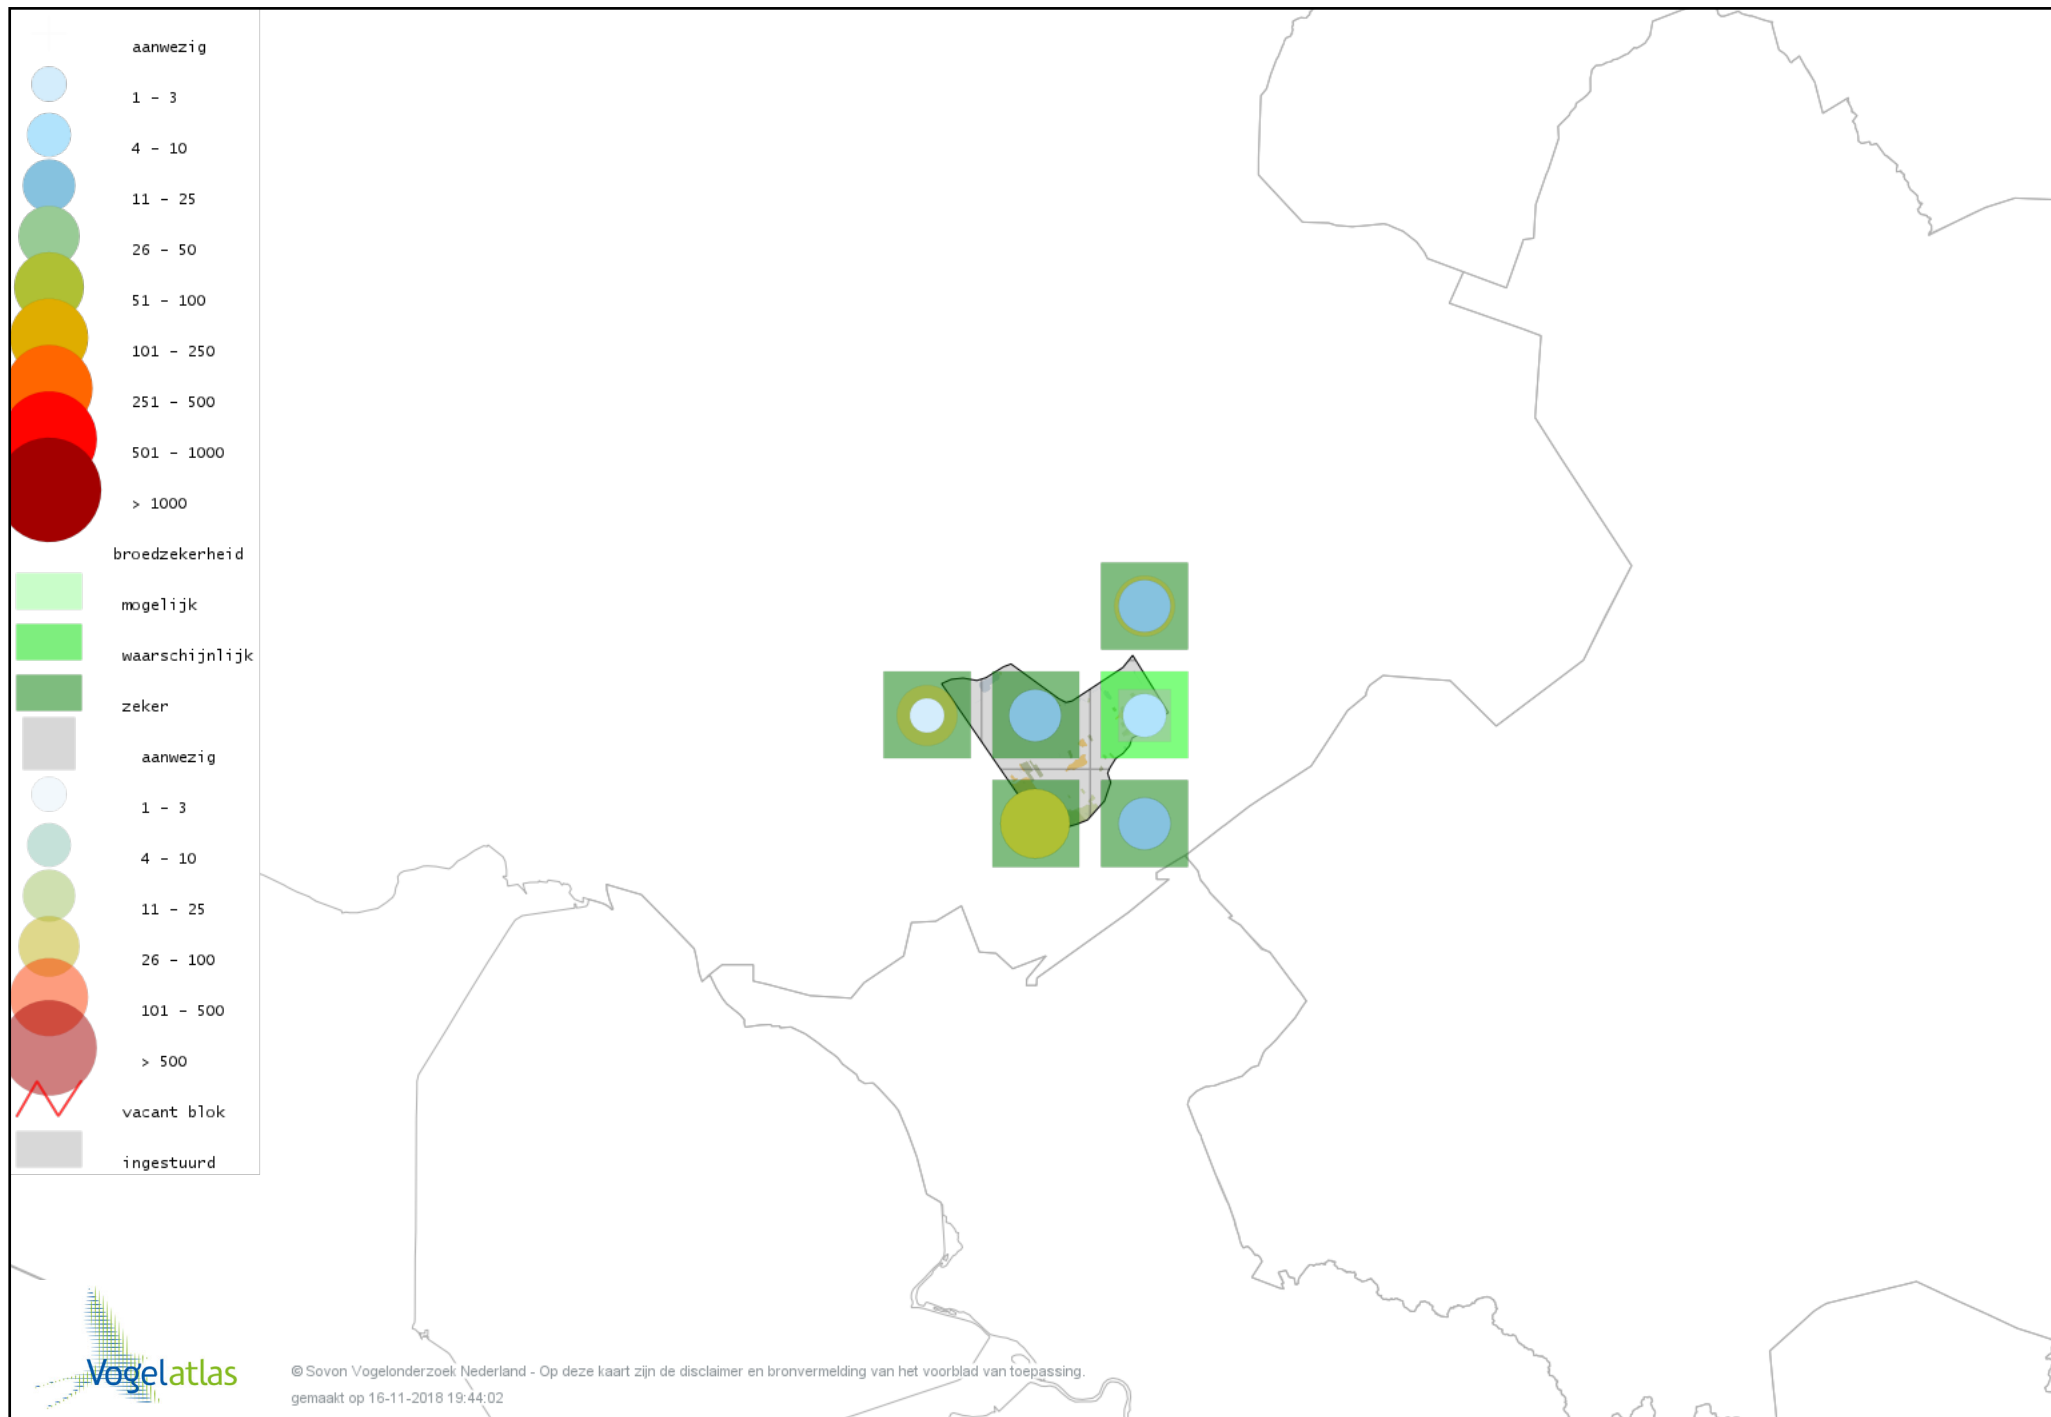 aanwezig
1 - 3
4 - 10
11 - 25
26 - 50
51 - 100
101 - 250
251 - 500
501 - 1000
> 1000
broedzekerheid
mogelijk
waarschijnlijk
zeker
aanwezig
1 - 3
4 - 10
11 - 25
26 - 100
101 - 500
> 500
vacant blok
ingestuurd
Vogelatlas
© Sovon Vogelonderzoek Nederland - Op deze kaart zijn de disclaimer en bronvermelding van het voorblad van toepassing.
gemaakt op 16-11-2018 19:44:02